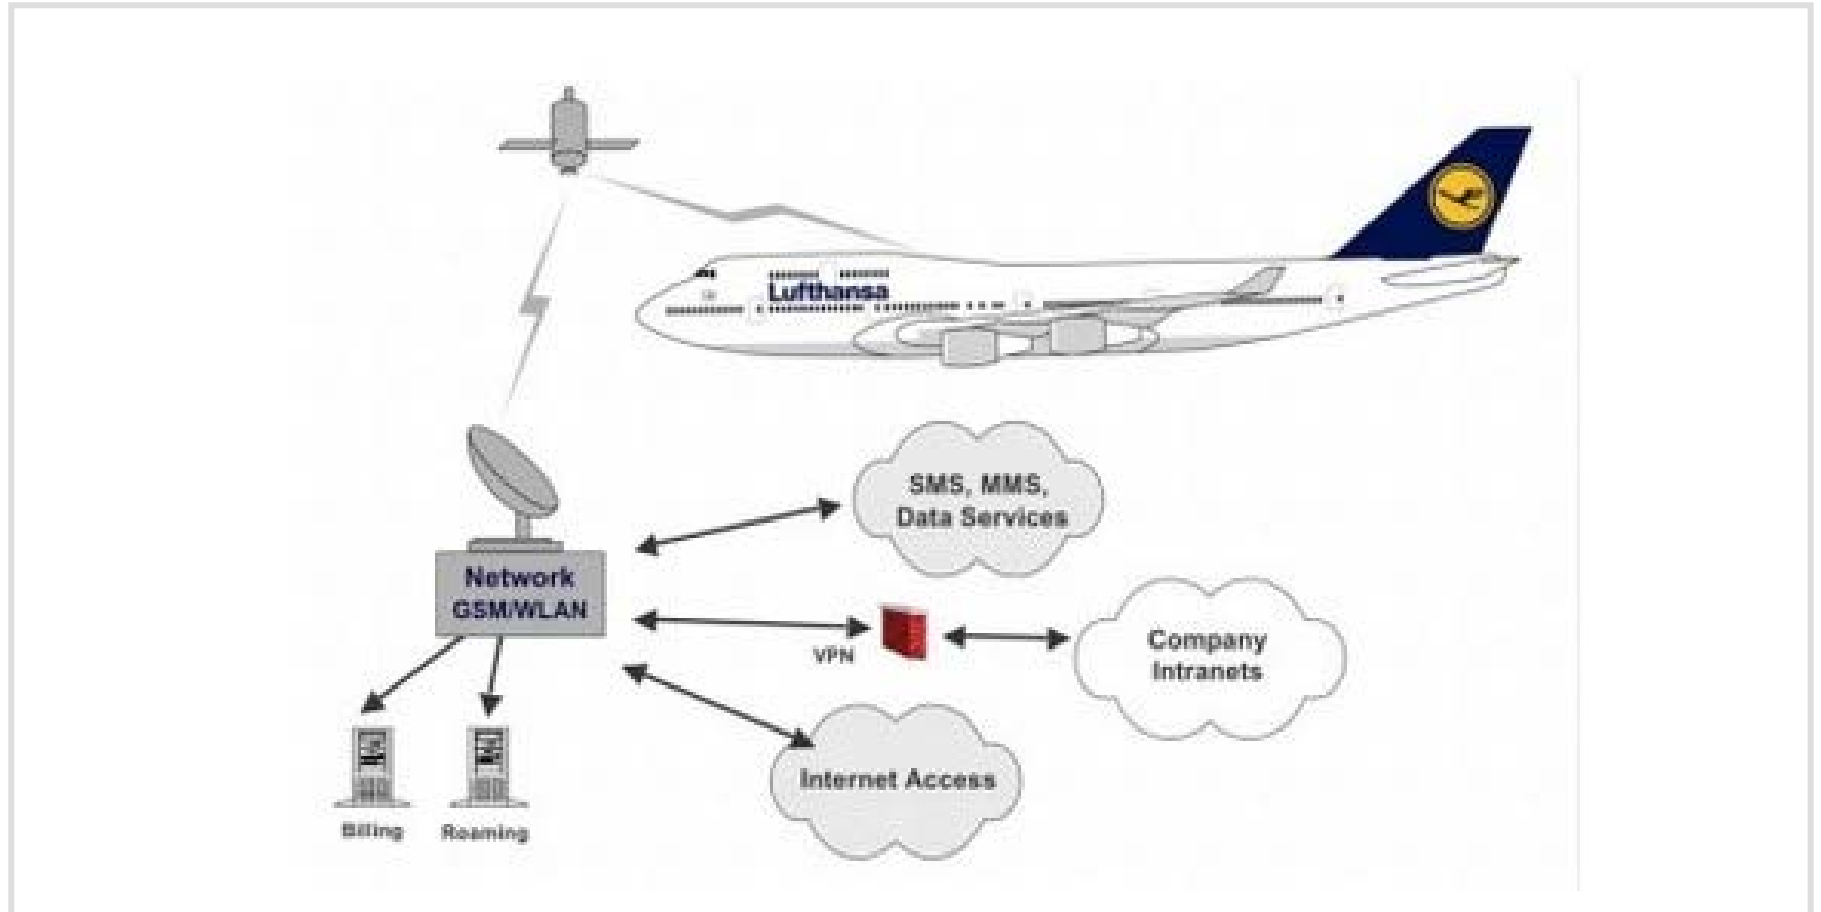 Lufthansa
SMS, MMS,
Data Services
Network
GSM/WLAN
VPN
Company
Intranets
Internet Access
Billing
Roaming